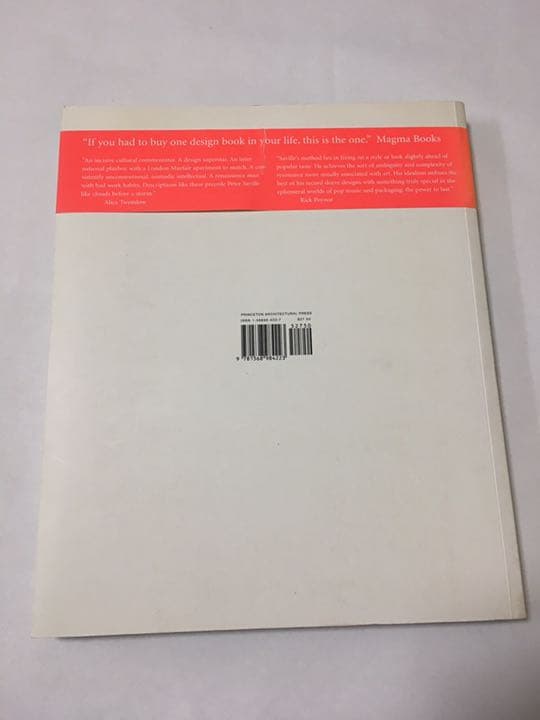 "If you had to buy one design book in your life, this is the one." Magma Books
"An incisive cultural commentator. A design superstar. An inter
national playboy with a London Mayfair apartment to match. A con-
sistently unconventional, nomadic intellectual. A renaissance man
with bad work habits. Descriptions like these precede Peter Saville
like clouds before a storm."
Alice Twemlow
"Saville's method lies in fixing on a style or look slightly ahead of
popular taste. He achieves the sort of ambiguity and complexity of
resonance more usually associated with art. His idealism infuses the
best of his record sleeve designs with something truly special in the
ephemeral worlds of pop music and packaging, the power to last."
Rick Poynor
PRINCETON ARCHITECTURAL PRESS
ISBN 1-56898-422-7 $27.50
52750
9 781568 984223